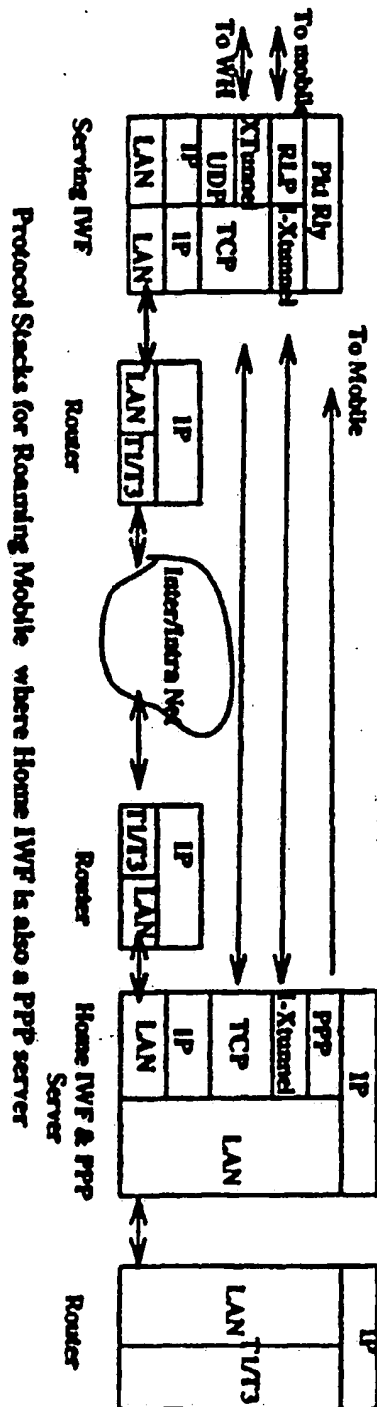 To mobile
To WH
Pkt Rly
RLP
I-Xtunnel
XTunnel
UDP
TCP
IP
IP
LAN
LAN
Serving IWF
To Mobile
IP
LAN
T1/T3
Router
Inter/Intra Net
IP
T1/T3
LAN
Router
IP
PPP
I-Xtunnel
TCP
IP
LAN
LAN
Home IWF & PPP
Server
IP
LAN
T1/T3
Router
Protocol Stacks for Roaming Mobile where Home IWF is also a PPP server